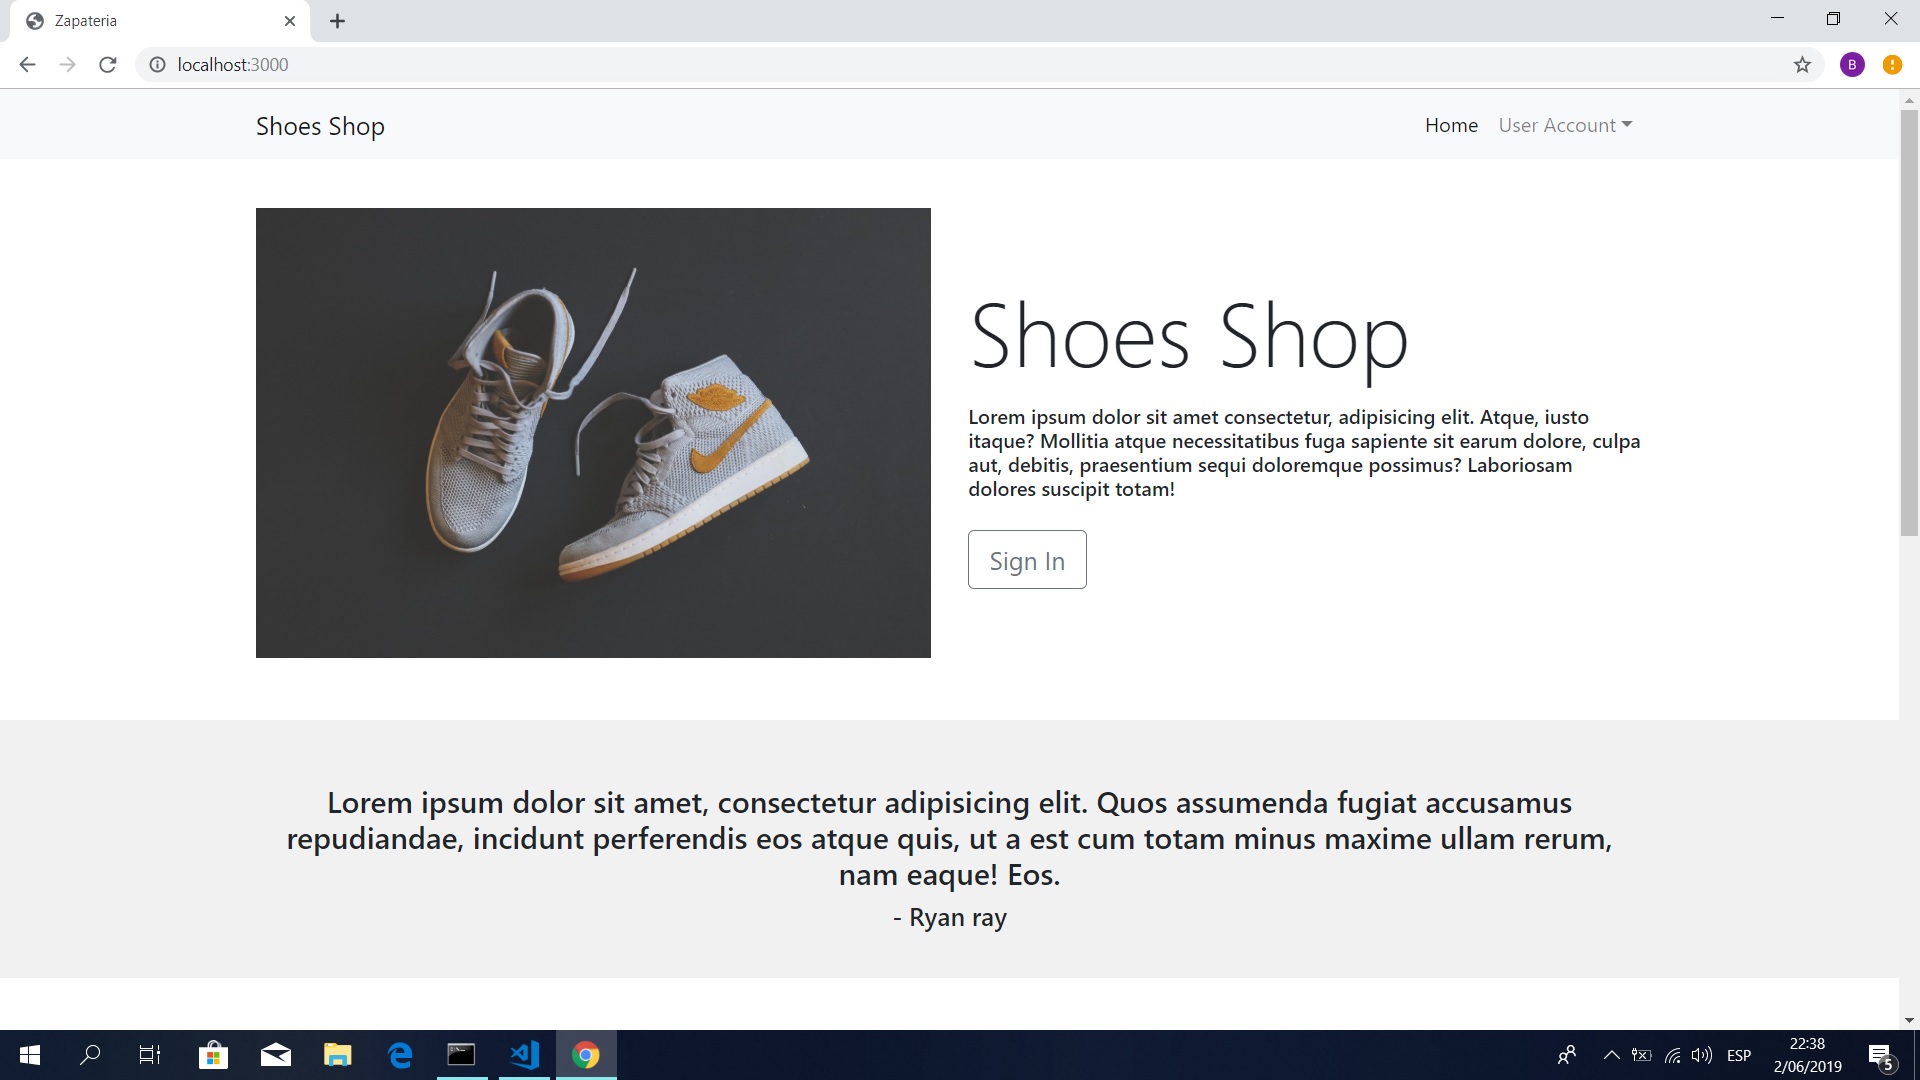 Zapateria
localhost:3000
B
Shoes Shop
Home
User Account
Shoes Shop
Lorem ipsum dolor sit amet consectetur, adipisicing elit. Atque, iusto
itaque? Mollitia atque necessitatibus fuga sapiente sit earum dolore, culpa
aut, debitis, praesentium sequi doloremque possimus? Laboriosam
dolores suscipit totam!
Sign In
Lorem ipsum dolor sit amet, consectetur adipisicing elit. Quos assumenda fugiat accusamus
repudiandae, incidunt perferendis eos atque quis, ut a est cum totam minus maxime ullam rerum,
nam eaque! Eos.
- Ryan ray
ESP
22:38
2/06/2019
5